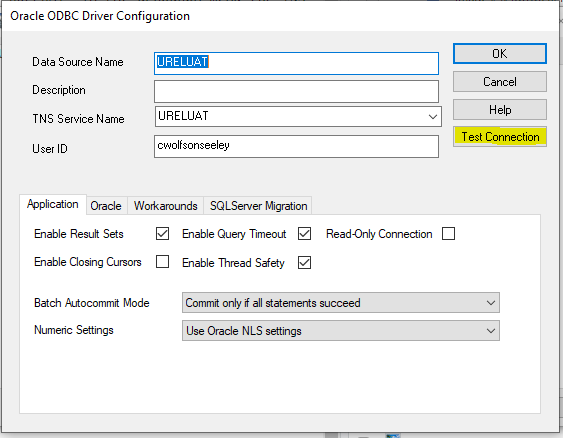 Oracle ODBC Driver Configuration
Data Source Name URELUAT OK
Description Cancel
TNS Service Name URELUAT Help
User ID cwolfsonseeley Test Connection
Application Oracle Workarounds SQLServer Migration
Enable Result Sets Enable Query Timeout Read-Only Connection
Enable Closing Cursors Enable Thread Safety
Batch Autocommit Mode Commit only if all statements succeed
Numeric Settings Use Oracle NLS settings